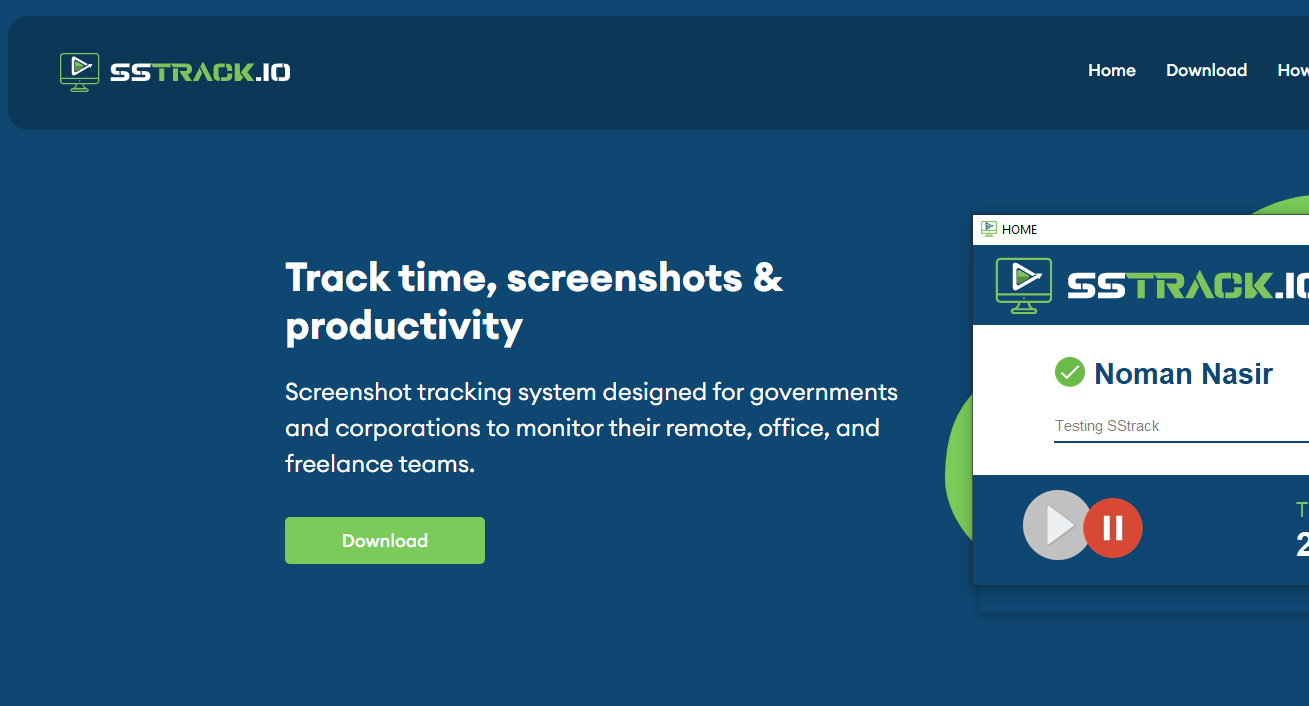 SSTRACK.IO
Home Download How
Track time, screenshots &
productivity
Screenshot tracking system designed for governments
and corporations to monitor their remote, office, and
freelance teams.
Download
HOME
SSTRACK.IO
Noman Nasir
Testing SStrack
T
2